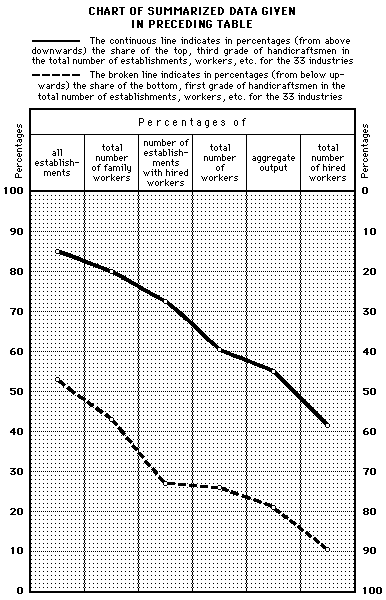 CHART OF SUMMARIZED DATA GIVEN
IN PRECEDING TABLE
The continuous line indicates in percentages (from above
downwards) the share of the top, third grade of handicraftsmen in
the total number of establishments, workers, etc. for the 33 industries
The broken line indicates in percentages (from below up-
wards) the share of the bottom, first grade of handicraftsmen in the
total number of establishments, workers, etc. for the 33 industries
Percentages
Percentages of
Percentages
all
establish-
ments
total
number
of family
workers
number of
establish-
ments
with hired
workers
total
number
of
workers
aggregate
output
total
number
of hired
workers
100 0
90 10
80 20
70 30
60 40
50 50
40 60
30 70
20 80
10 90
0 100